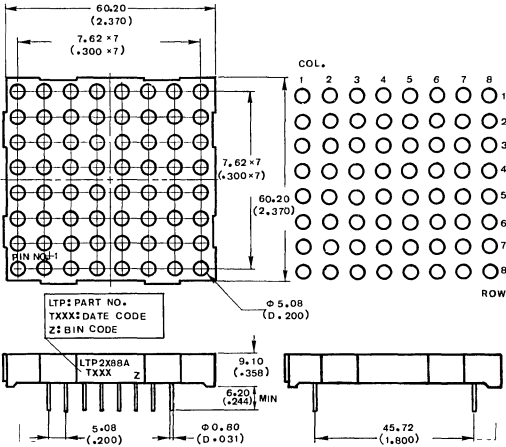 60.20
(2.370)
7.62×7
(.300×7)
COL.
1 2 3 4 5 6 7 8
1
2
3
4
5
6
7
8
ROW
7.62×7
(.300×7)
60.20
(2.370)
PIN NO.1
Φ5.08
(D.200)
LTP: PART NO.
TXXX: DATE CODE
Z: BIN CODE
LTP2X88A
TXXX Z
9.10
(.358)
6.20
(.244) MIN
5.08
(.200)
Φ0.80
(D.031)
45.72
(1.800)